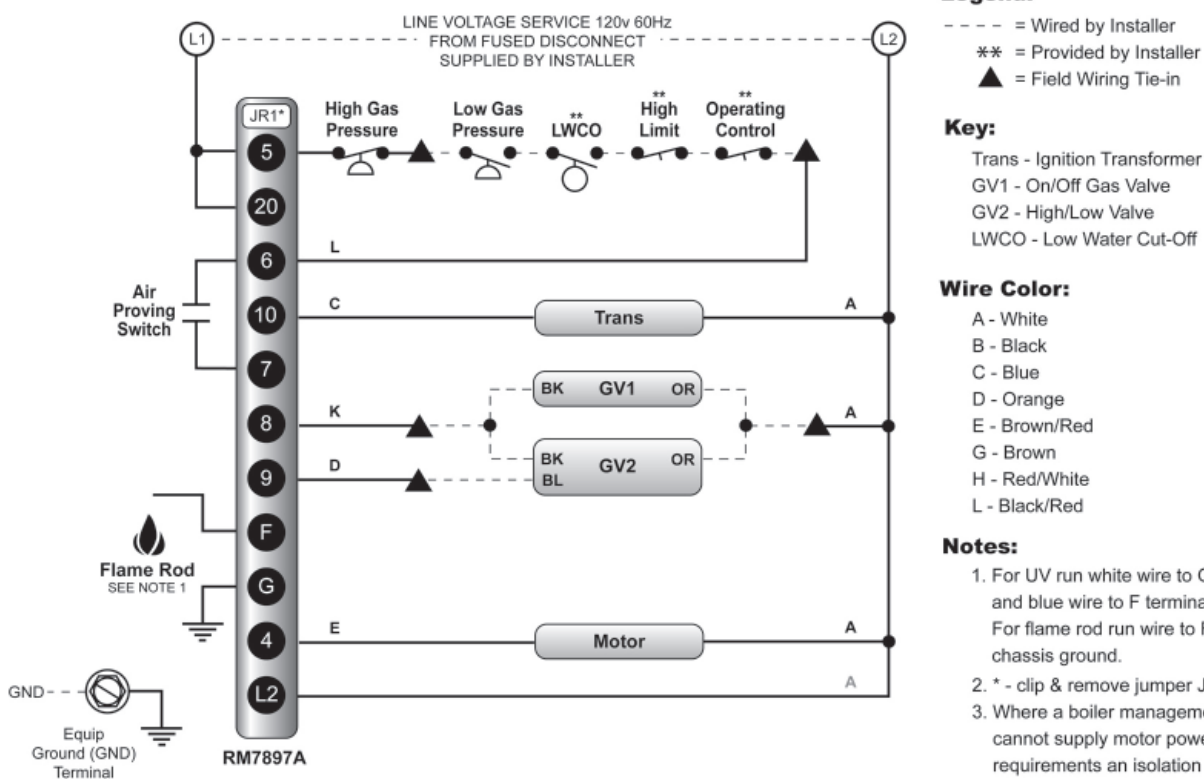 LINE VOLTAGE SERVICE 120v 60Hz
FROM FUSED DISCONNECT
SUPPLIED BY INSTALLER
L1
L2
JR1*
5
20
6
10
7
8
9
F
G
4
L2
RM7897A
High Gas
Pressure
Low Gas
Pressure
**
LWCO
**
High
Limit
**
Operating
Control
L
Air
Proving
Switch
C
Trans
A
K
BK GV1 OR
A
BK GV2 OR
BL
D
Flame Rod
SEE NOTE 1
E
Motor
A
A
GND
Equip
Ground (GND)
Terminal
= Wired by Installer
** = Provided by Installer
= Field Wiring Tie-in
Key:
Trans - Ignition Transformer
GV1 - On/Off Gas Valve
GV2 - High/Low Valve
LWCO - Low Water Cut-Off
Wire Color:
A - White
B - Black
C - Blue
D - Orange
E - Brown/Red
G - Brown
H - Red/White
L - Black/Red
Notes:
1. For UV run white wire to
and blue wire to F
For flame rod run wire to
chassis ground.
2. * - clip & remove jumper
3. Where a boiler
cannot supply motor
requirements an isolation